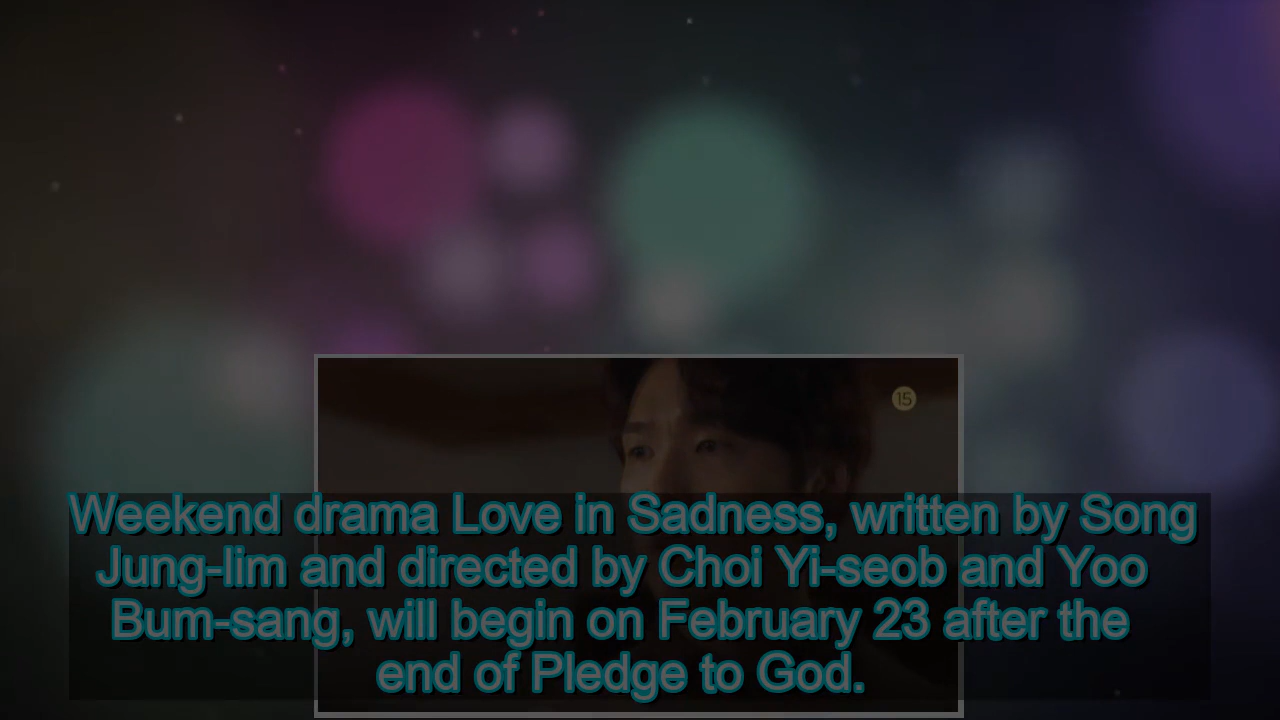 15
Weekend drama Love in Sadness, written by Song
Jung-lim and directed by Choi Yi-seob and Yoo
Bum-sang, will begin on February 23 after the
end of Pledge to God.